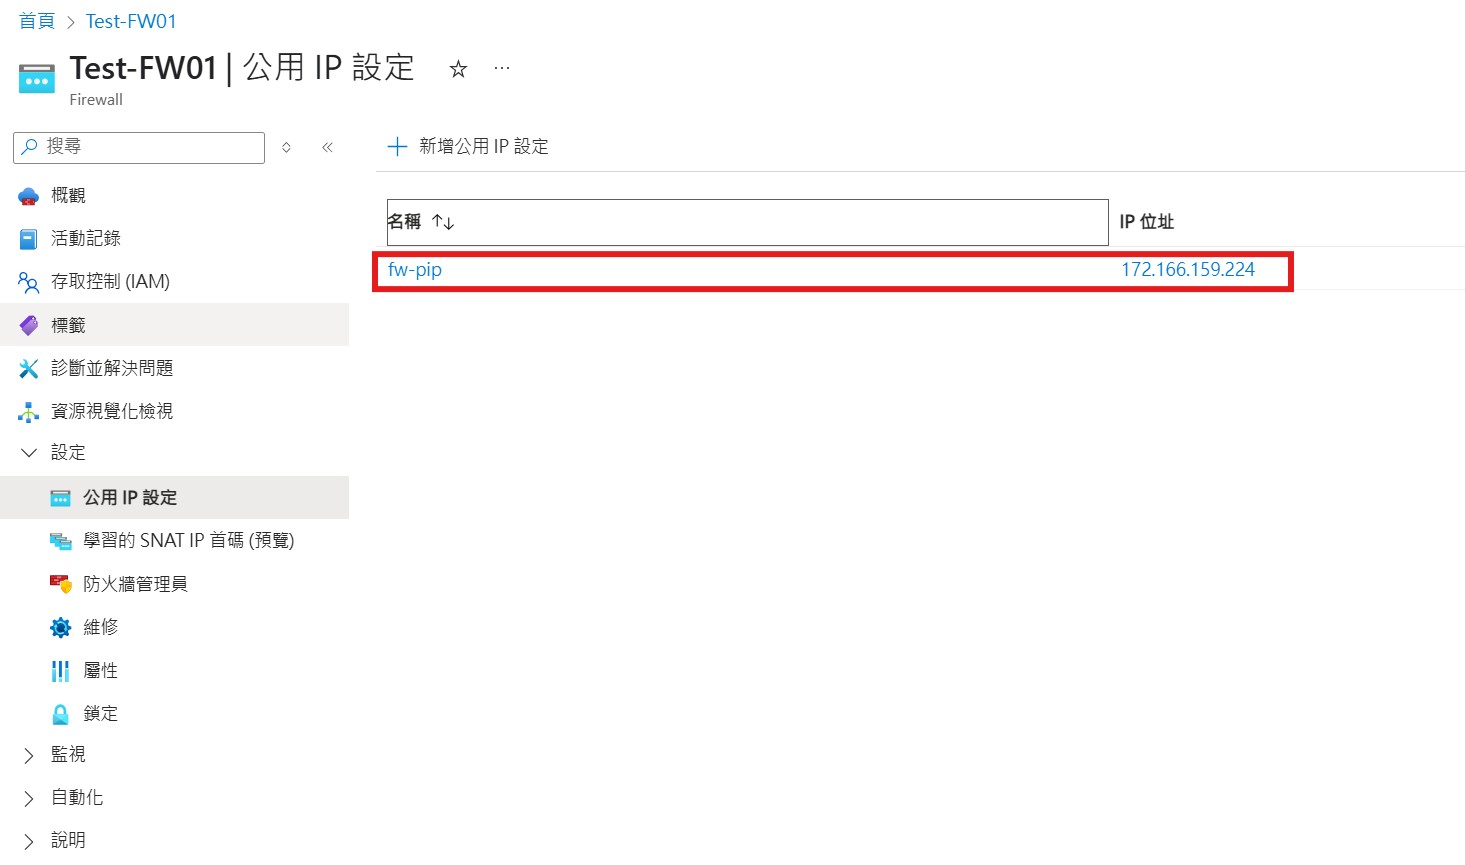 首頁 > Test-FW01
Test-FW01 | 公用 IP 設定
Firewall
搜尋
新增公用 IP 設定
概觀
活動記錄
存取控制 (IAM)
標籤
診斷並解決問題
資源視覺化檢視
設定
公用 IP 設定
學習的 SNAT IP 首碼 (預覽)
防火牆管理員
維修
屬性
鎖定
監視
自動化
說明
名稱 IP 位址
fw-pip 172.166.159.224